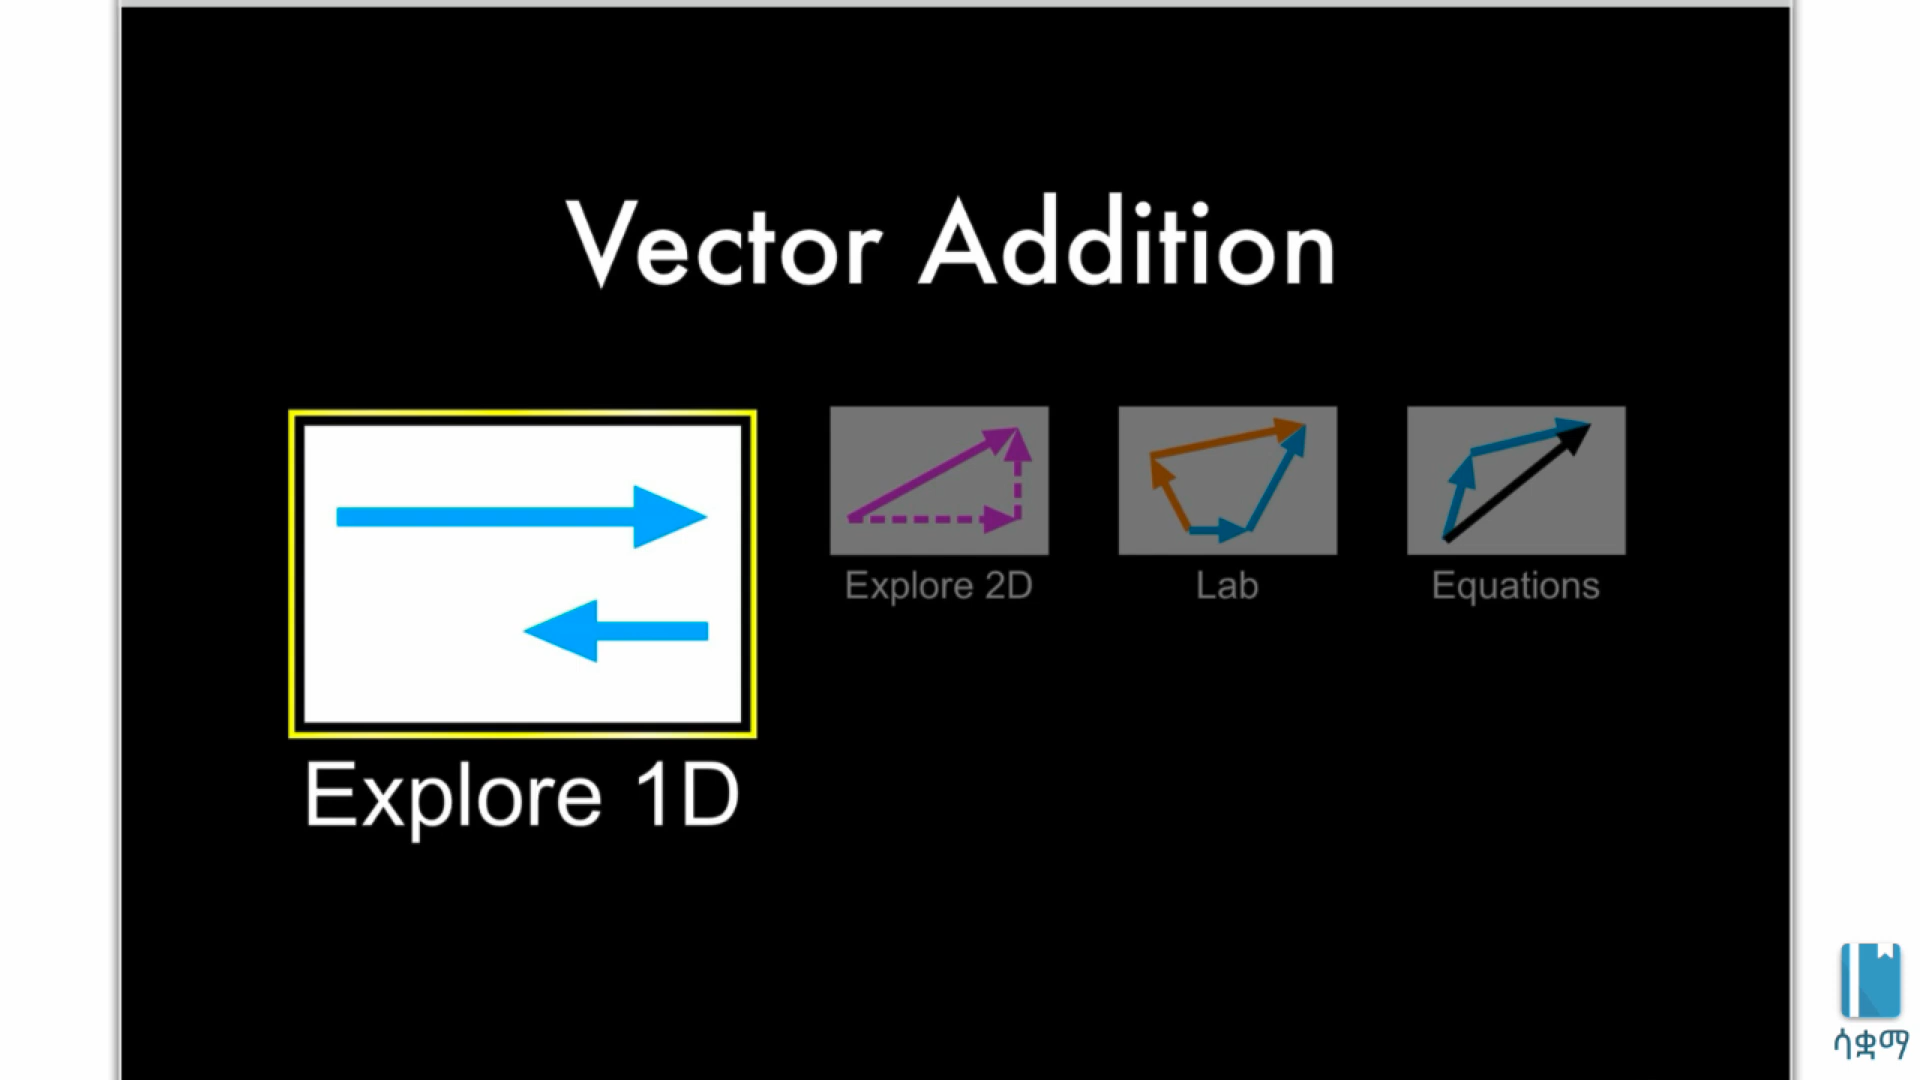 Vector Addition
Explore 2D
Lab
Equations
Explore 1D
ሳቋማ